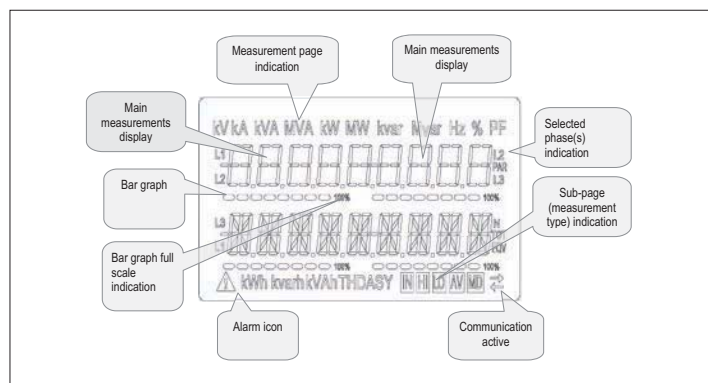 Measurement page
indication
Main measurements
display
Main
measurements
display
kV kA kVA MVA kW MW kvar Mvar Hz % PF
L1
L2
PAR
L2
L3
Selected
phase(s)
indication
Bar graph
100%
100%
Sub-page
(measurement
type) indication
L3
N
Bar graph full
scale
indication
100%
100%
kWh kvarh kVAh THD ASY IN HI LO AV MD
Alarm icon
Communication
active